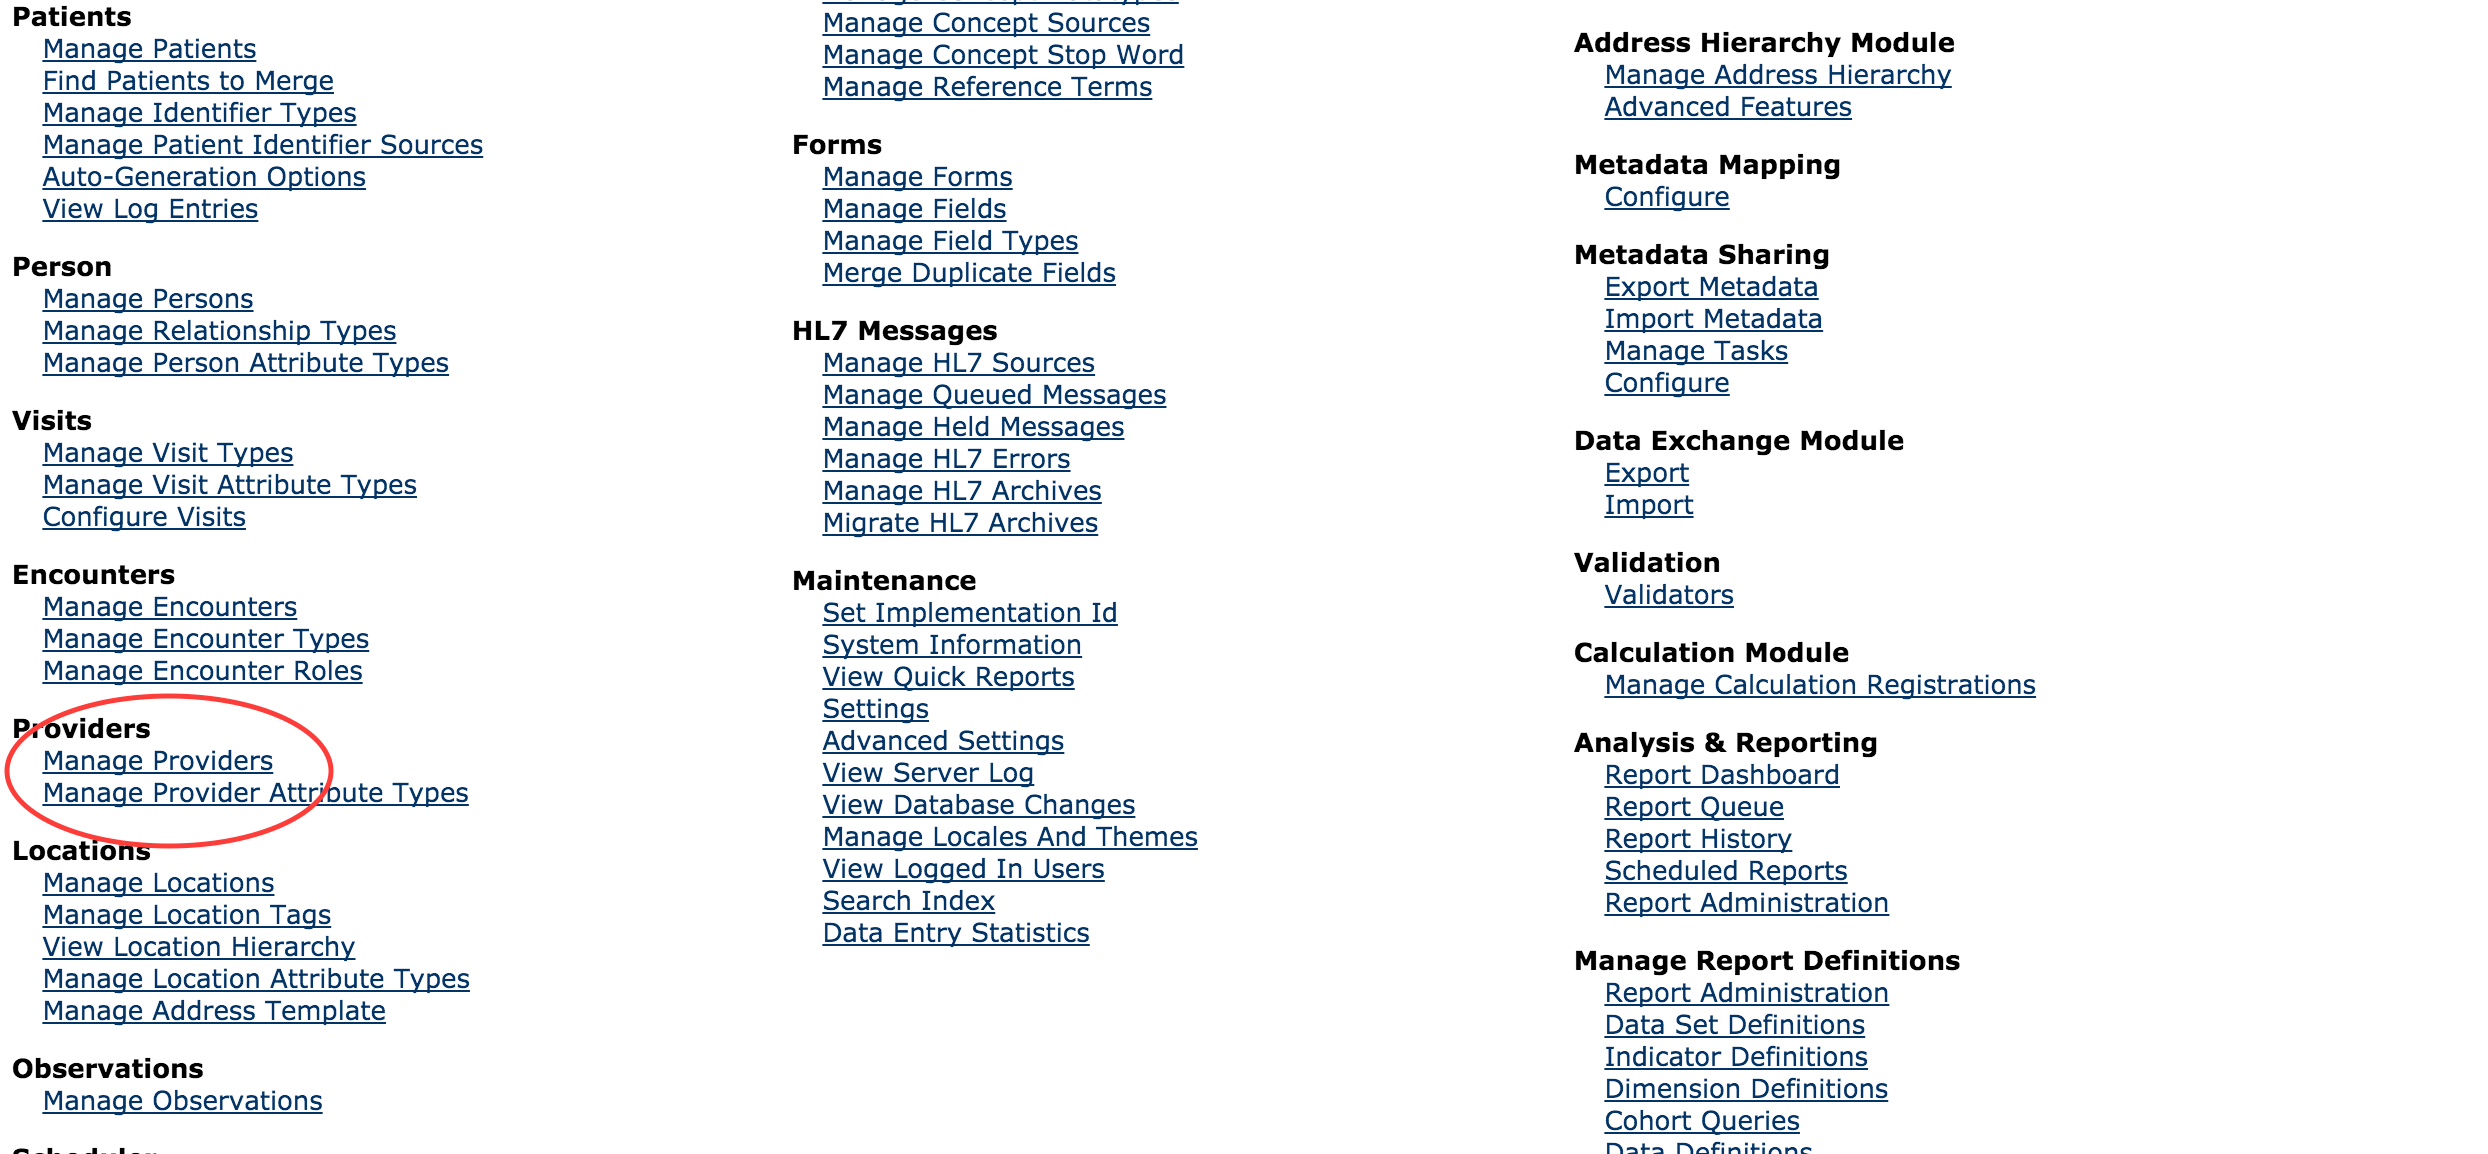 Patients
Manage Patients
Find Patients to Merge
Manage Identifier Types
Manage Patient Identifier Sources
Auto-Generation Options
View Log Entries
Person
Manage Persons
Manage Relationship Types
Manage Person Attribute Types
Visits
Manage Visit Types
Manage Visit Attribute Types
Configure Visits
Encounters
Manage Encounters
Manage Encounter Types
Manage Encounter Roles
Providers
Manage Providers
Manage Provider Attribute Types
Locations
Manage Locations
Manage Location Tags
View Location Hierarchy
Manage Location Attribute Types
Manage Address Template
Observations
Manage Observations
Scheduler
Manage Concept Sources
Manage Concept Stop Word
Manage Reference Terms
Forms
Manage Forms
Manage Fields
Manage Field Types
Merge Duplicate Fields
HL7 Messages
Manage HL7 Sources
Manage Queued Messages
Manage Held Messages
Manage HL7 Errors
Manage HL7 Archives
Migrate HL7 Archives
Maintenance
Set Implementation Id
System Information
View Quick Reports
Settings
Advanced Settings
View Server Log
View Database Changes
Manage Locales And Themes
View Logged In Users
Search Index
Data Entry Statistics
Address Hierarchy Module
Manage Address Hierarchy
Advanced Features
Metadata Mapping
Configure
Metadata Sharing
Export Metadata
Import Metadata
Manage Tasks
Configure
Data Exchange Module
Export
Import
Validation
Validators
Calculation Module
Manage Calculation Registrations
Analysis & Reporting
Report Dashboard
Report Queue
Report History
Scheduled Reports
Report Administration
Manage Report Definitions
Report Administration
Data Set Definitions
Indicator Definitions
Dimension Definitions
Cohort Queries
Data Definitions